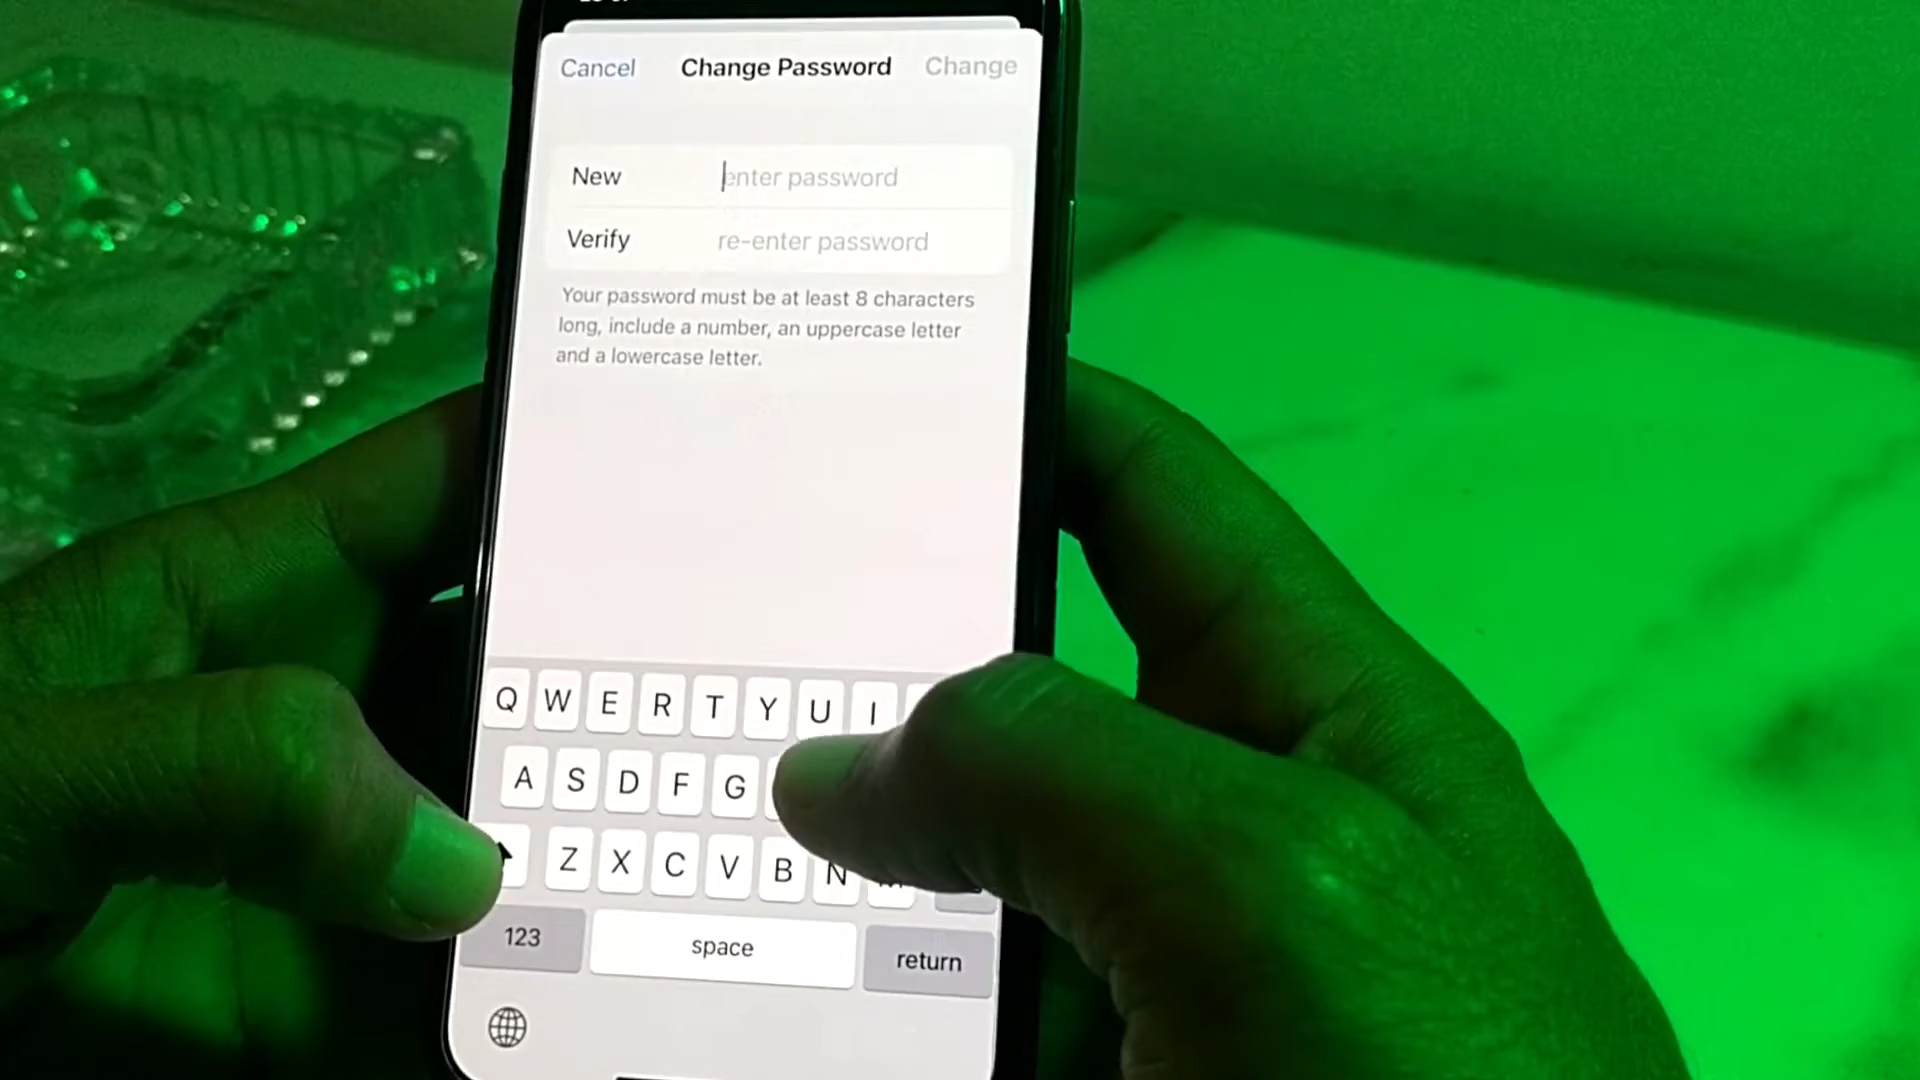 Cancel Change Password Change
New enter password
Verify re-enter password
Your password must be at least 8 characters
long, include a number, an uppercase letter
and a lowercase letter.
Q W E R T Y U I
A S D F G
Z X C V B N
123 space return